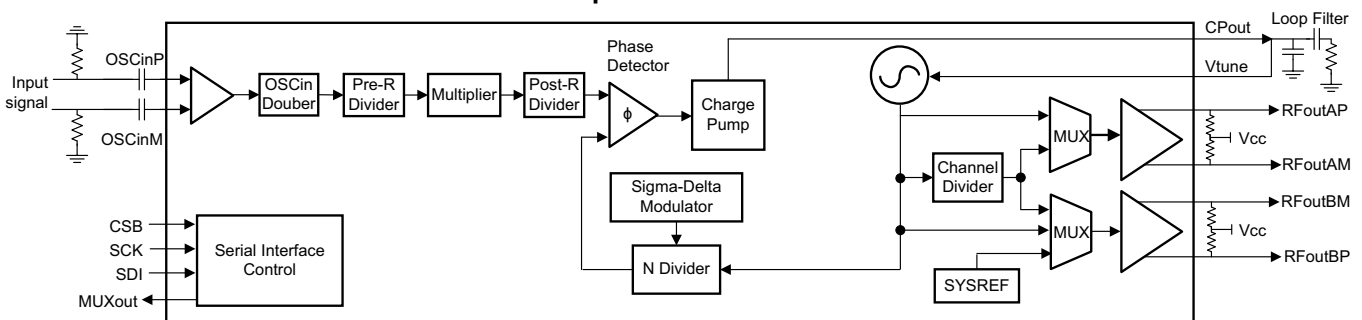 Loop Filter
CPout
OSCinP
Phase
Detector
Vtune
Input
signal
OSCin
Douber
Pre-R
Divider
Multiplier
Post-R
Divider
ϕ
Charge
Pump
OSCinM
MUX
RFoutAP
Vcc
RFoutAM
Channel
Divider
Sigma-Delta
Modulator
RFoutBM
MUX
Vcc
RFoutBP
CSB
SCK
SDI
MUXout
Serial Interface
Control
N Divider
SYSREF